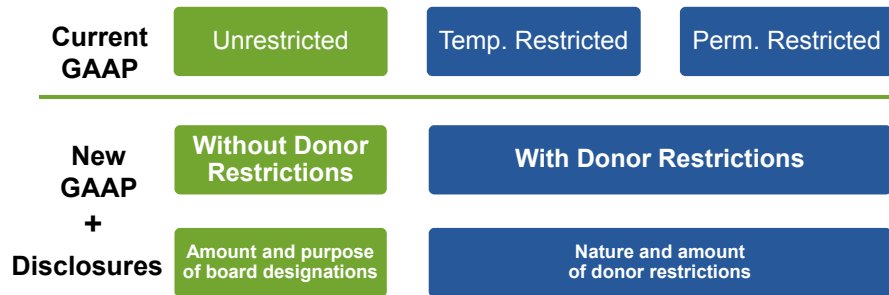 Current
GAAP
Unrestricted
Temp. Restricted
Perm. Restricted
New
GAAP
+
Disclosures
Without Donor
Restrictions
With Donor Restrictions
Amount and purpose
of board designations
Nature and amount
of donor restrictions